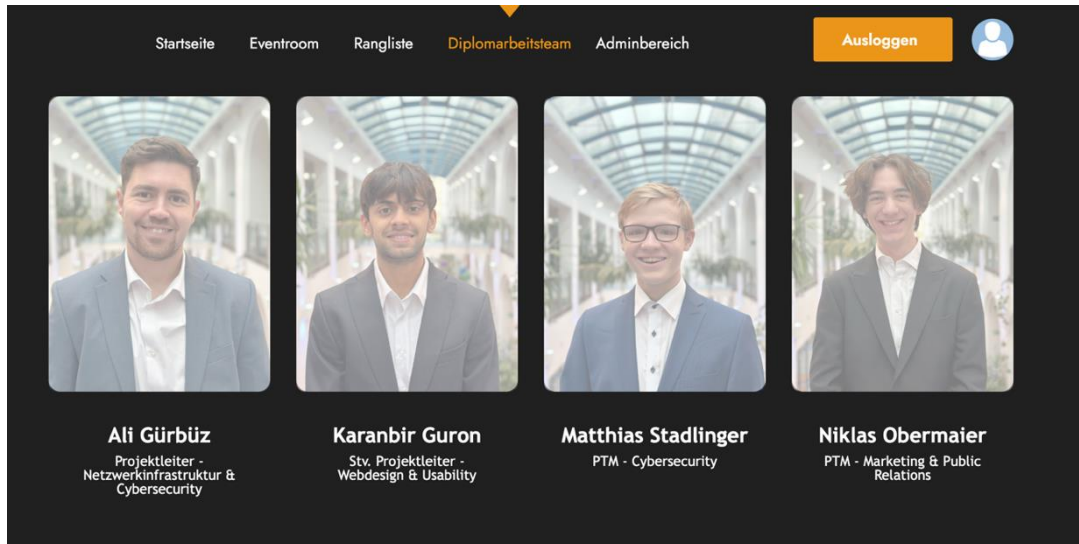 Startseite Eventroom Rangliste Diplomarbeitsteam Adminbereich Ausloggen
Ali Gürbüz
Projektleiter -
Netzwerkinfrastruktur &
Cybersecurity
Karanbir Guron
Stv. Projektleiter -
Webdesign & Usability
Matthias Stadlinger
PTM - Cybersecurity
Niklas Obermaier
PTM - Marketing & Public
Relations